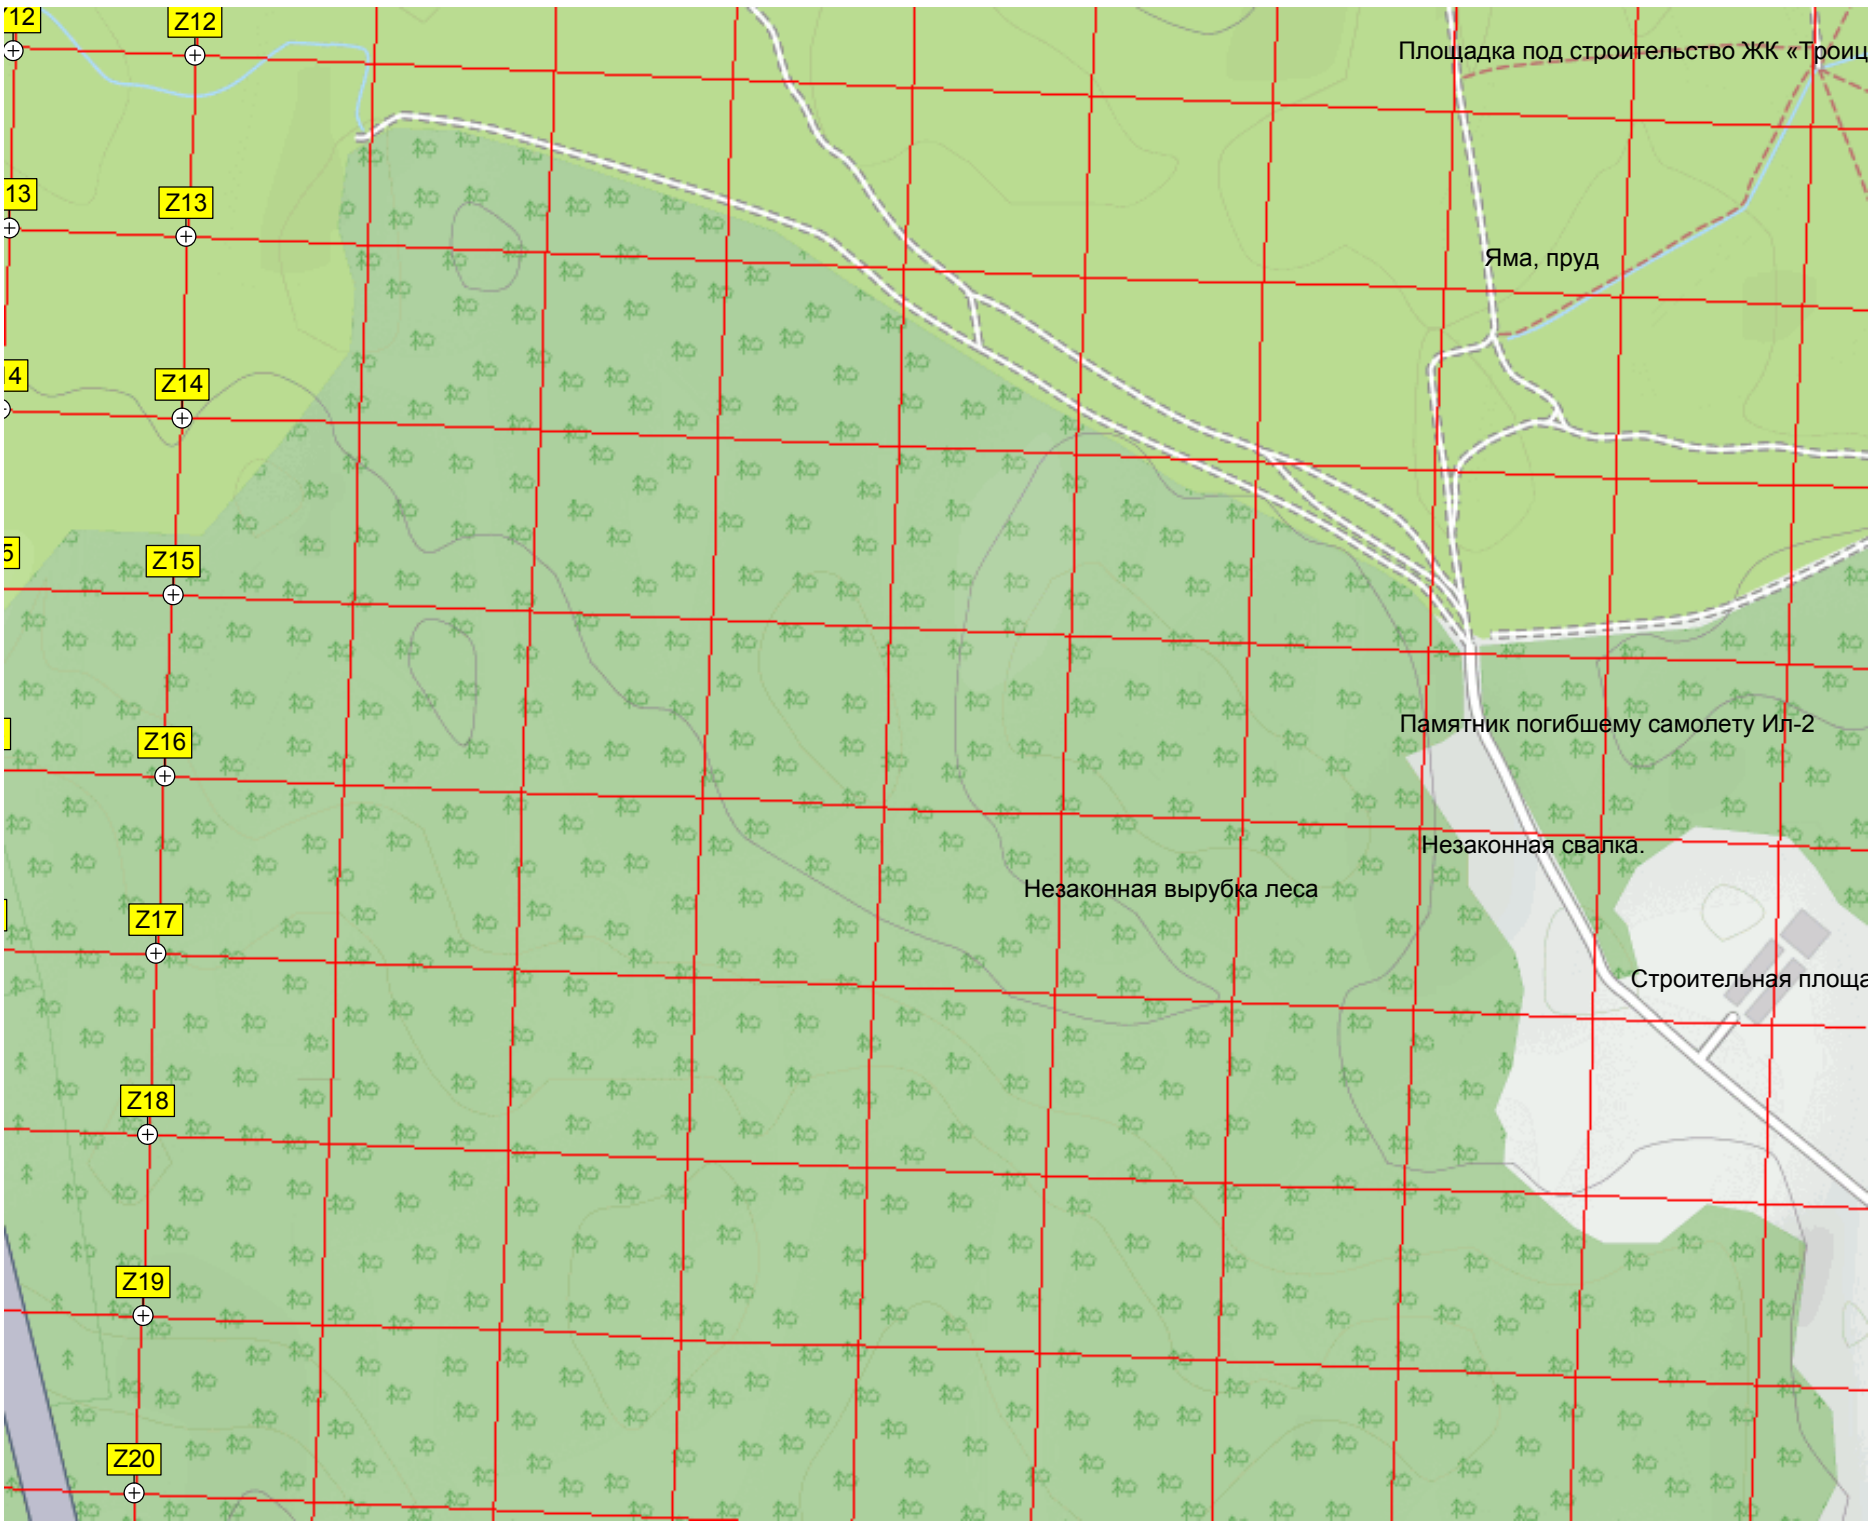 12
Z12
Площадка под строительство ЖК «Троиц
13
Z13
Яма, пруд
4
Z14
5
Z15
Z16
Памятник погибшему самолету Ил-2
Незаконная свалка.
Незаконная вырубка леса
Z17
Строительная площа
Z18
Z19
Z20